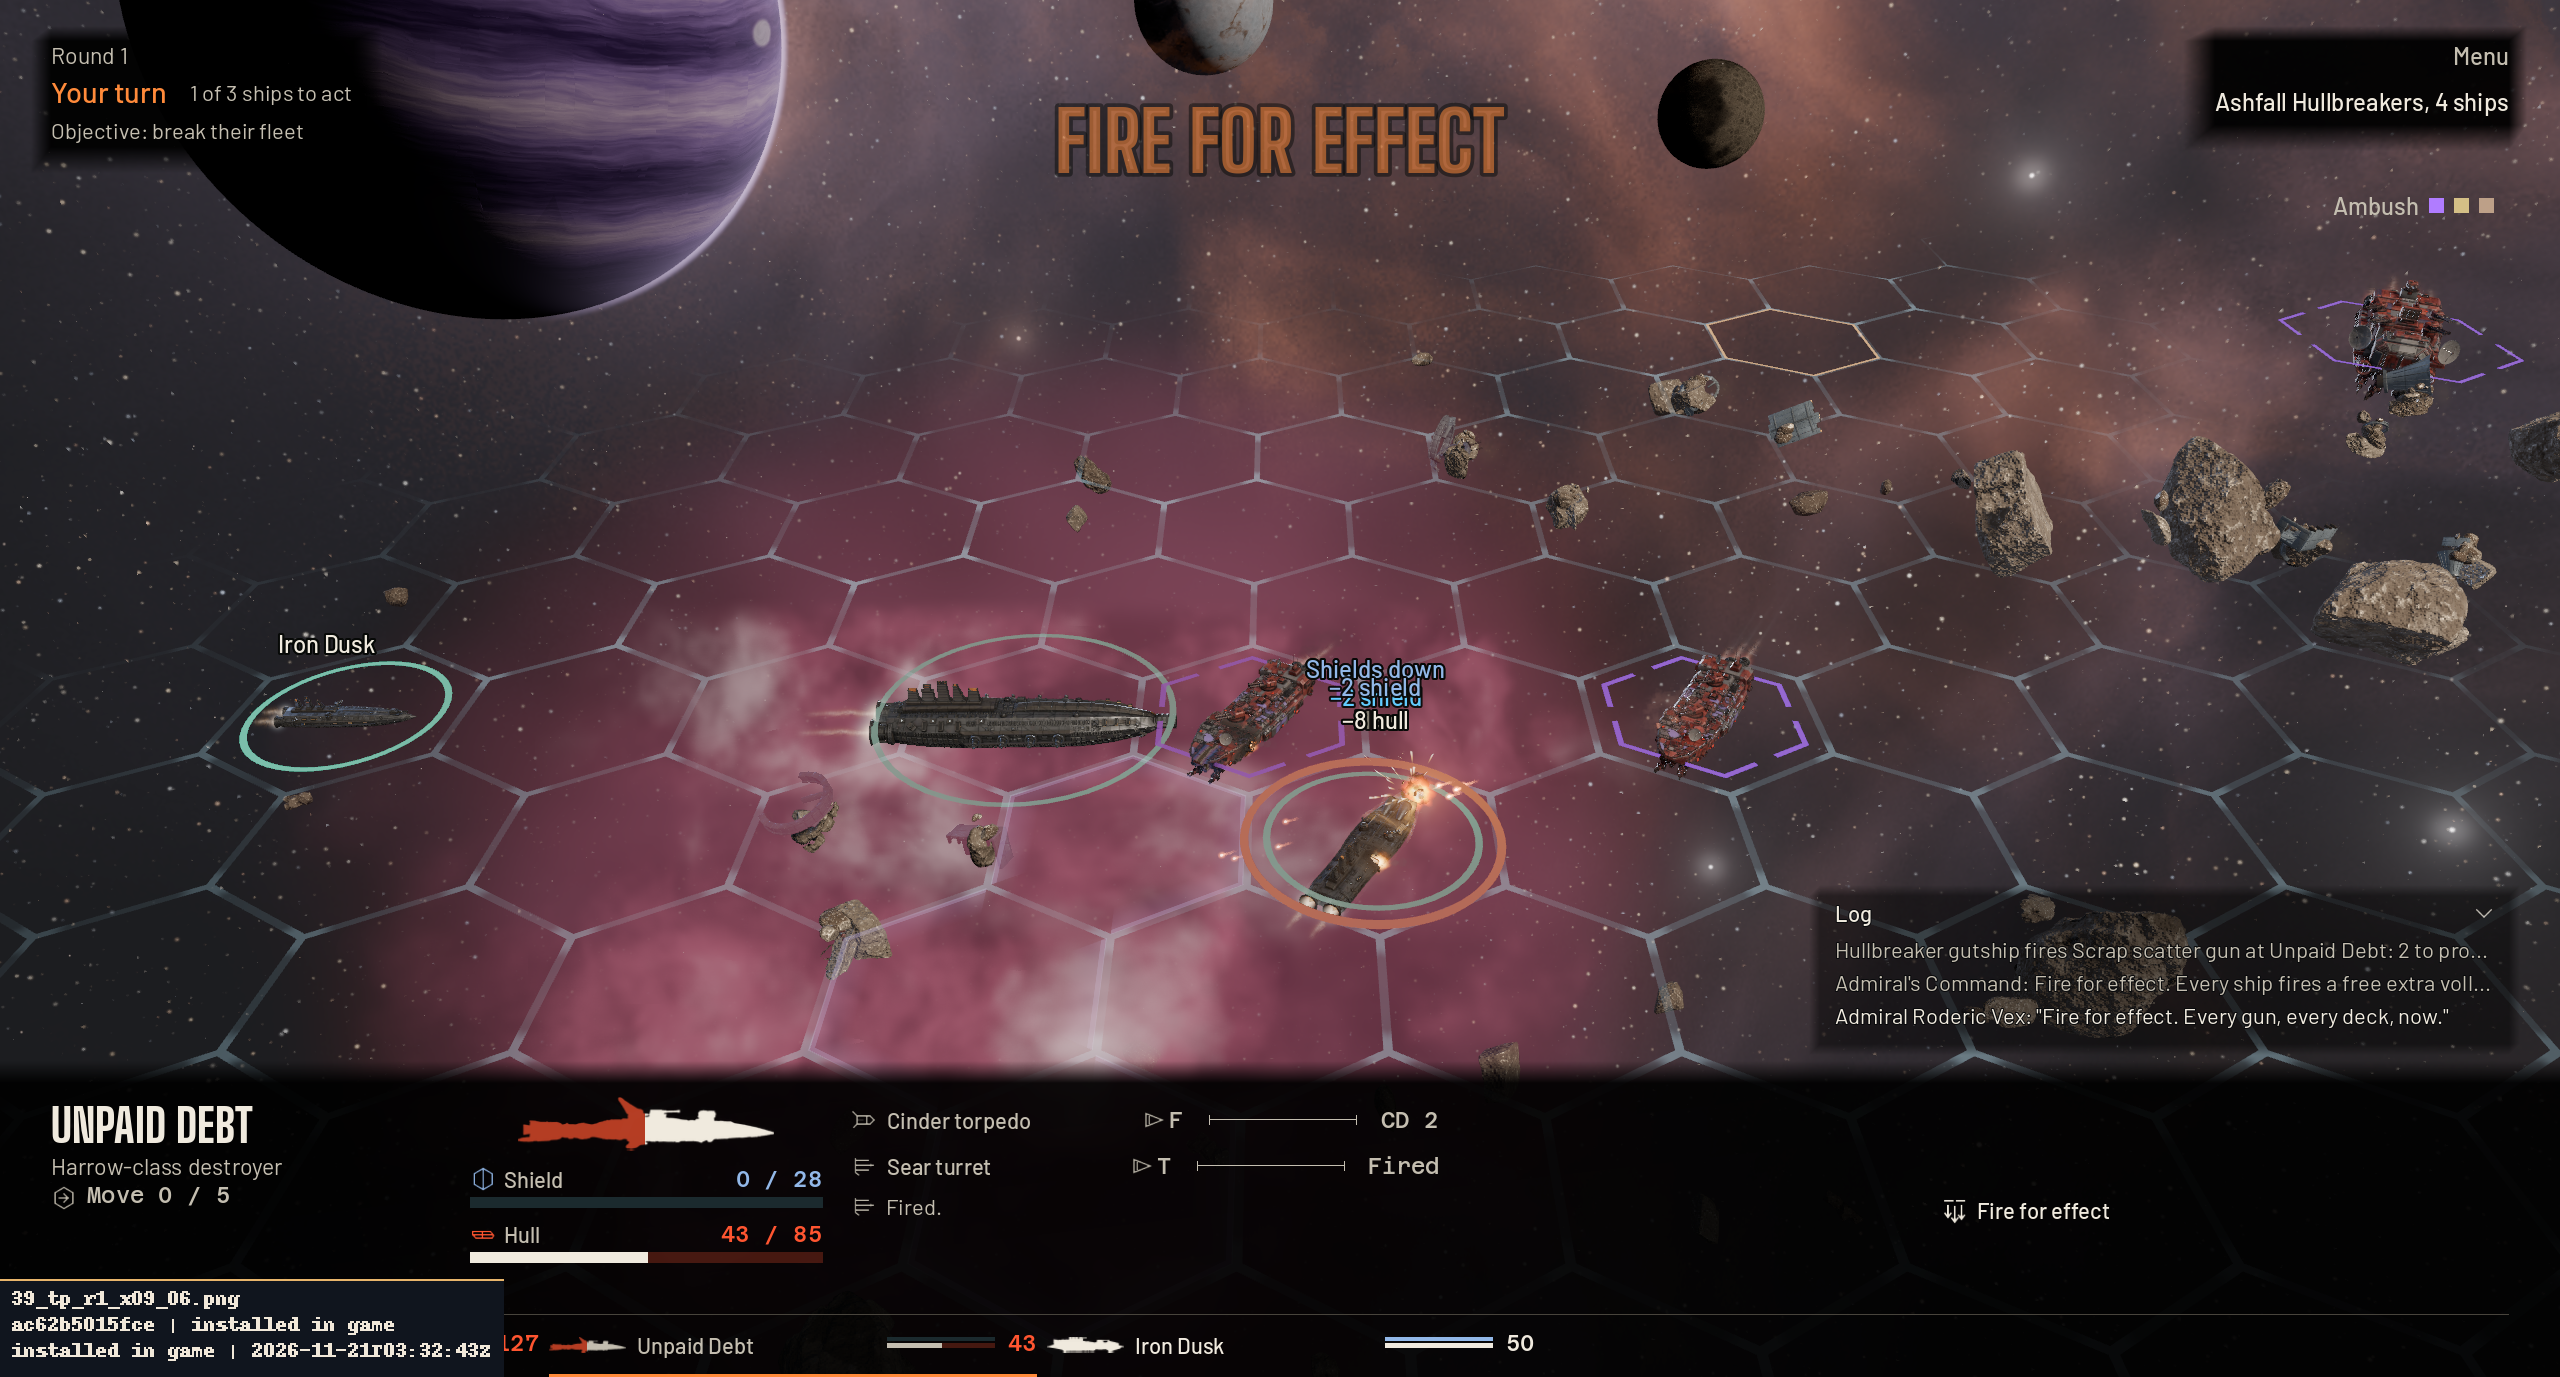 Round 1
Your turn 1 of 3 ships to act
Objective: break their fleet
FIRE FOR EFFECT
Menu
Ashfall Hullbreakers, 4 ships
Ambush
Iron Dusk
Shields down
-2 shield
-2 shield
-8 hull
Log
Hullbreaker gutship fires Scrap scatter gun at Unpaid Debt: 2 to pro...
Admiral's Command: Fire for effect. Every ship fires a free extra voll...
Admiral Roderic Vex: "Fire for effect. Every gun, every deck, now."
UNPAID DEBT
Harrow-class destroyer
Move 0 / 5
Shield 0 / 28
Hull 43 / 85
Cinder torpedo F CD 2
Sear turret T Fired
Fired.
Fire for effect
39_tp_r1_x09_06.png
ac62b5015fce | installed in game
installed in game | 2026-11-21T03:32:43Z
127 Unpaid Debt 43 Iron Dusk 50